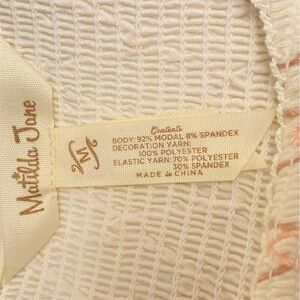 Matilda Jane
M
Contents
BODY: 92% MODAL 8% SPANDEX
DECORATION YARN:
100% POLYESTER
ELASTIC YARN: 70% POLYESTER
30% SPANDEX
MADE IN CHINA